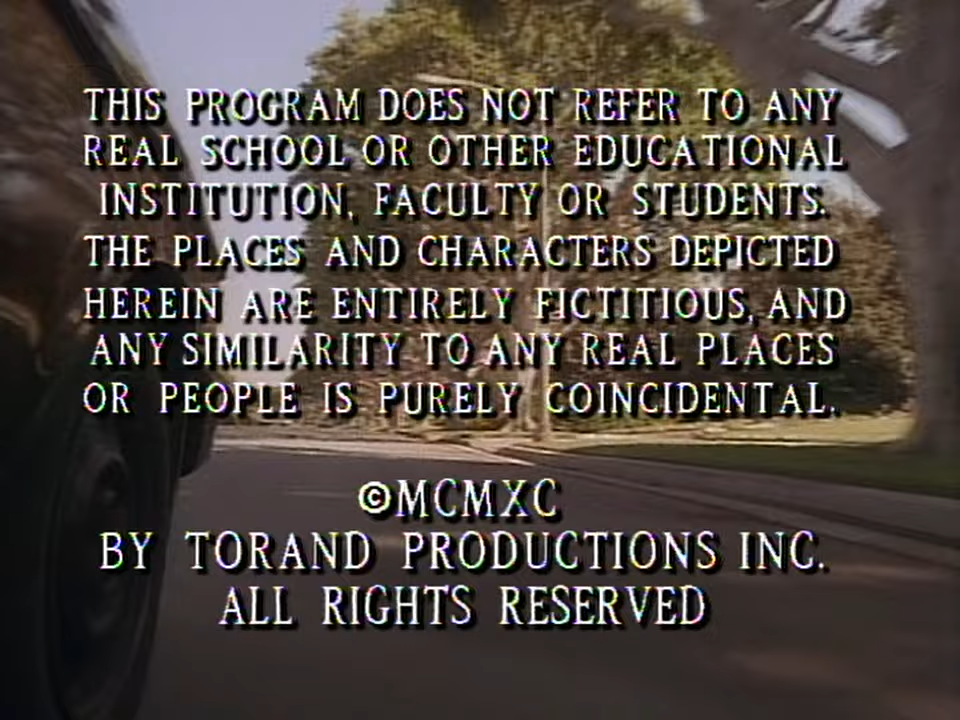 THIS PROGRAM DOES NOT REFER TO ANY
REAL SCHOOL OR OTHER EDUCATIONAL
INSTITUTION, FACULTY OR STUDENTS.
THE PLACES AND CHARACTERS DEPICTED
HEREIN ARE ENTIRELY FICTITIOUS, AND
ANY SIMILARITY TO ANY REAL PLACES
OR PEOPLE IS PURELY COINCIDENTAL.
©MCMXC
BY TORAND PRODUCTIONS INC.
ALL RIGHTS RESERVED